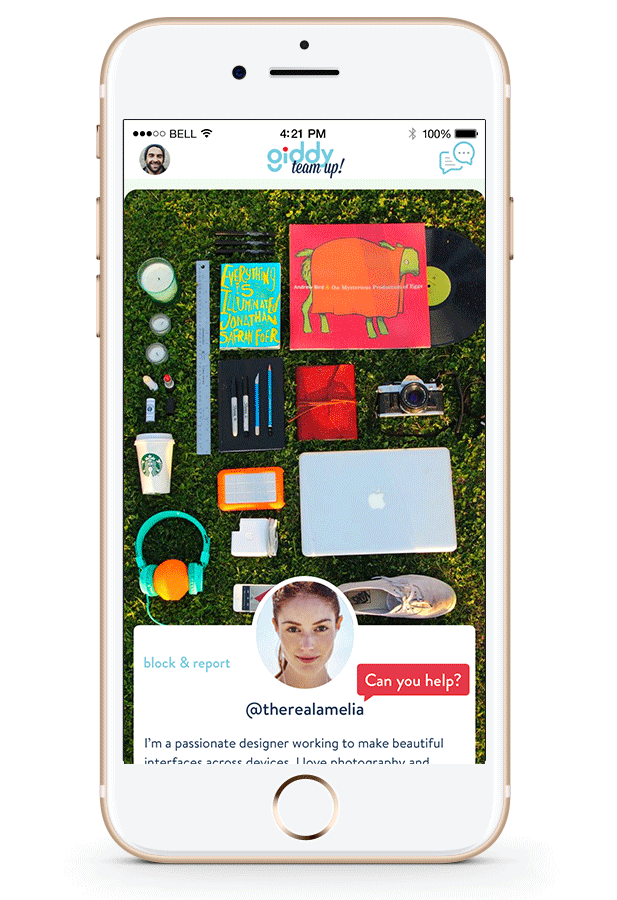 BELL
4:21 PM
100%
giddy
team up!
EVERYTHING
IS
ILLUMINATED
JONATHAN
SAFRAN FOER
Andrew Bird & the Mysterious Production of Eggs
block & report
Can you help?
@therealamelia
I'm a passionate designer working to make beautiful
interfaces across devices. I love photography and